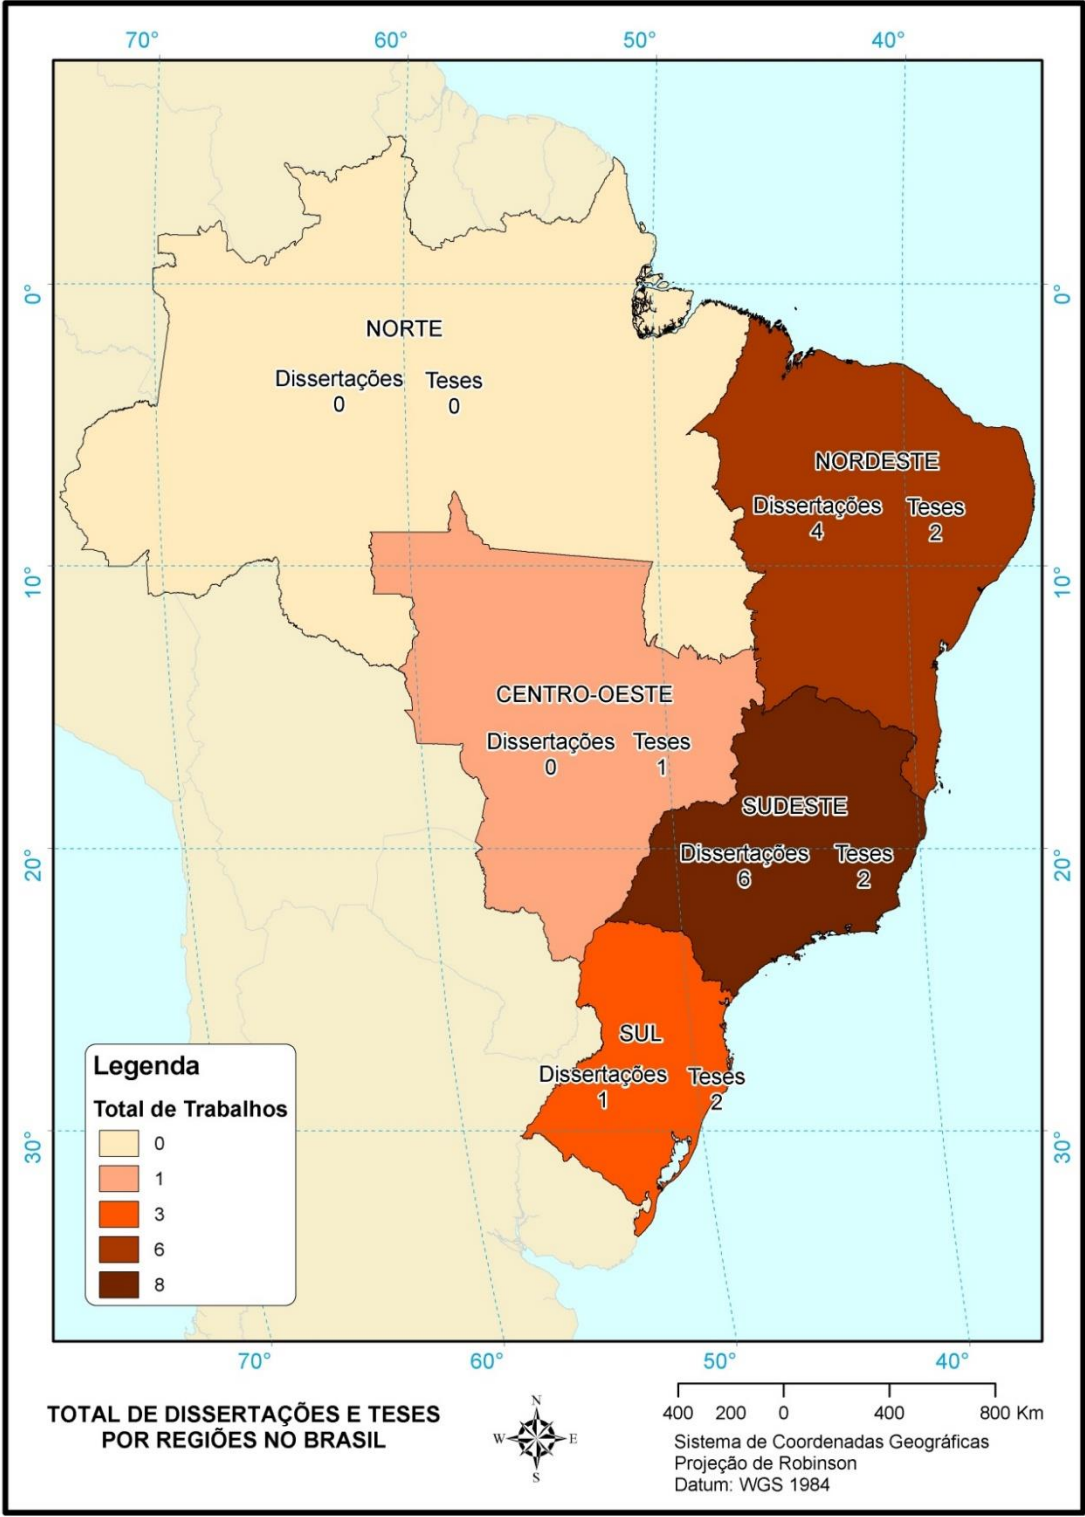 70° 60° 50° 40°
0° 0°
NORTE
Dissertações Teses
0 0
NORDESTE
Dissertações Teses
4 2
10° 10°
CENTRO-OESTE
Dissertações Teses
0 1
SUDESTE
Dissertações Teses
6 2
20° 20°
SUL
Dissertações Teses
1 2
30° 30°
Legenda
Total de Trabalhos
0
1
3
6
8
70° 60° 50° 40°
TOTAL DE DISSERTAÇÕES E TESES
POR REGIÕES NO BRASIL
N
W E
S
400 200 0 400 800 Km
Sistema de Coordenadas Geográficas
Projeção de Robinson
Datum: WGS 1984